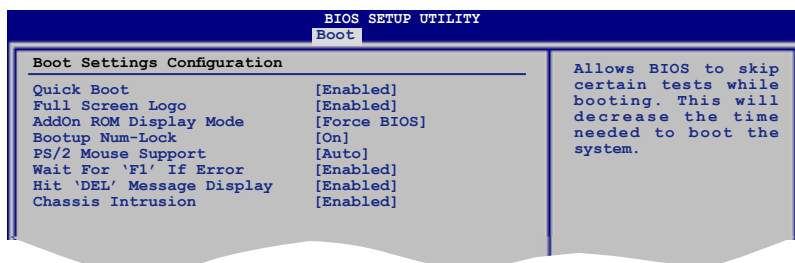 BIOS SETUP UTILITY
Boot
Boot Settings Configuration
Quick Boot [Enabled]
Full Screen Logo [Enabled]
AddOn ROM Display Mode [Force BIOS]
Bootup Num-Lock [On]
PS/2 Mouse Support [Auto]
Wait For ‘F1’ If Error [Enabled]
Hit ‘DEL’ Message Display [Enabled]
Chassis Intrusion [Enabled]
Allows BIOS to skip
certain tests while
booting. This will
decrease the time
needed to boot the
system.